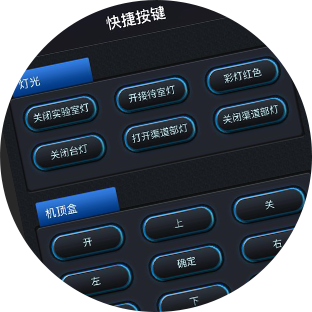 快捷按键
灯光
关闭实验室灯
开接待室灯
彩灯红色
关闭台灯
打开渠道部灯
关闭渠道部灯
机顶盒
开
上
关
左
确定
右
下